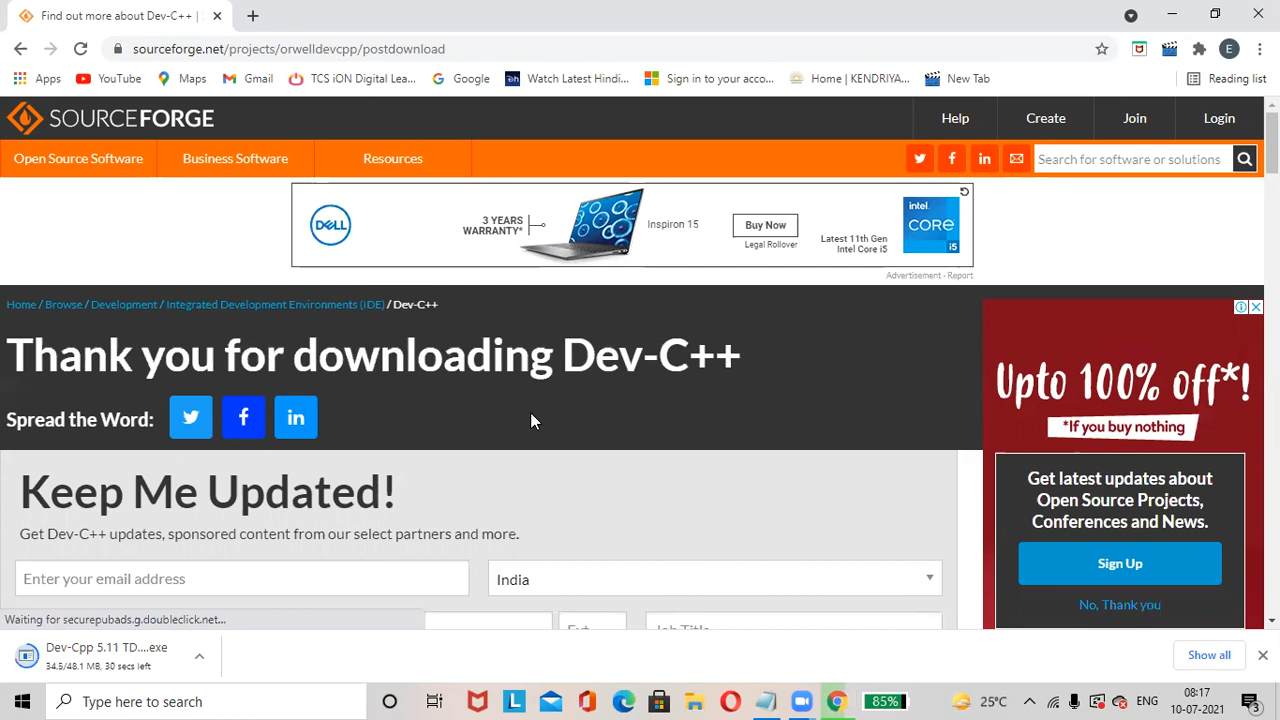 Find out more about Dev-C++ |
sourceforge.net/projects/orwelldevcpp/postdownload
E
Apps YouTube Maps Gmail TCS iON Digital Lea... Google Watch Latest Hindi... Sign in to your acco... Home | KENDRIYA... New Tab Reading list
SOURCEFORGE
Help Create Join Login
Open Source Software Business Software Resources
Search for software or solutions
DELL
3 YEARS
WARRANTY*
Inspiron 15
Buy Now
Legal Rollover
Latest 11th Gen
Intel Core i5
intel.
CORE
i5
Advertisement - Report
Home / Browse / Development / Integrated Development Environments (IDE) / Dev-C++
Thank you for downloading Dev-C++
Spread the Word:
Upto 100% off*!
*If you buy nothing
Keep Me Updated!
Get Dev-C++ updates, sponsored content from our select partners and more.
Enter your email address
India
Get latest updates about
Open Source Projects,
Conferences and News.
Sign Up
No, Thank you
Waiting for securepubads.g.doubleclick.net...
Ext
Job Title
Dev-Cpp 5.11 TD....exe
34.5/48.1 MB, 30 secs left
Show all
Type here to search
85%
25°C
ENG
08:17
10-07-2021
3